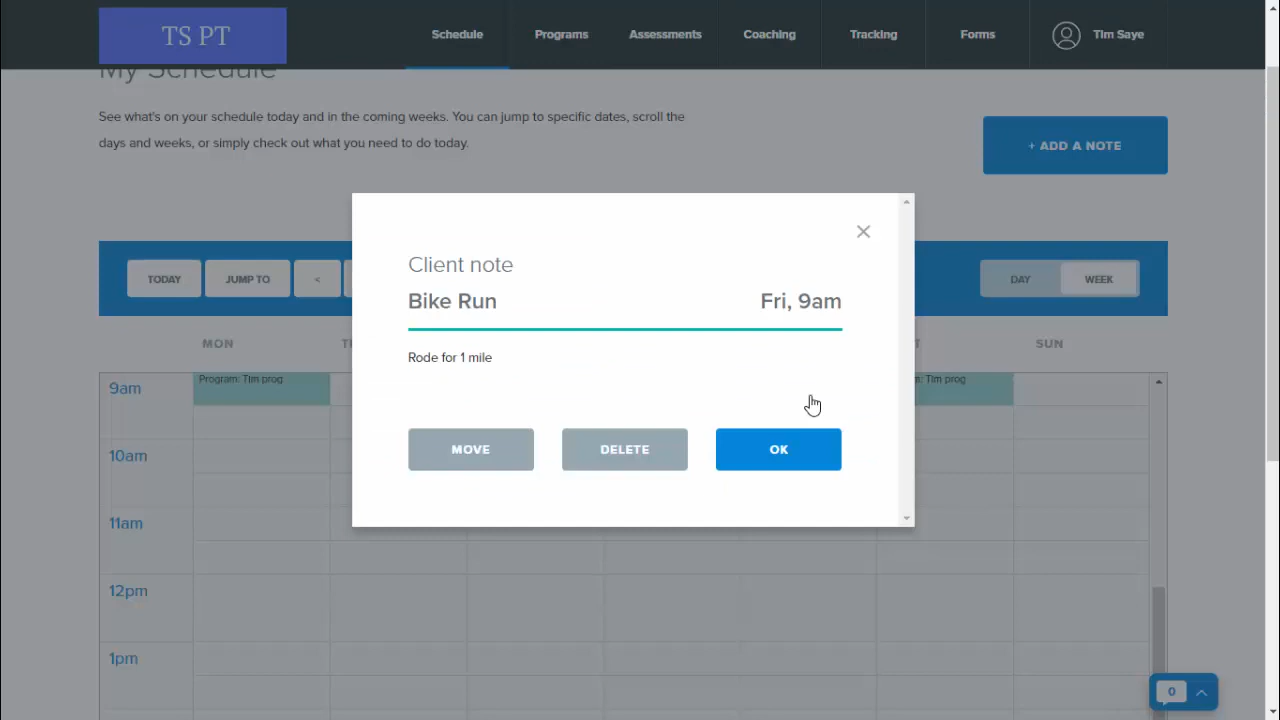 TS PT
Schedule
Programs
Assessments
Coaching
Tracking
Forms
Tim Saye
My Schedule
See what's on your schedule today and in the coming weeks. You can jump to specific dates, scroll the
days and weeks, or simply check out what you need to do today.
+ ADD A NOTE
TODAY
JUMP TO
<
DAY
WEEK
MON
SUN
Client note
Bike Run
Fri, 9am
Rode for 1 mile
MOVE
DELETE
OK
9am
Program: Tim prog
Tim prog
10am
11am
12pm
1pm
0